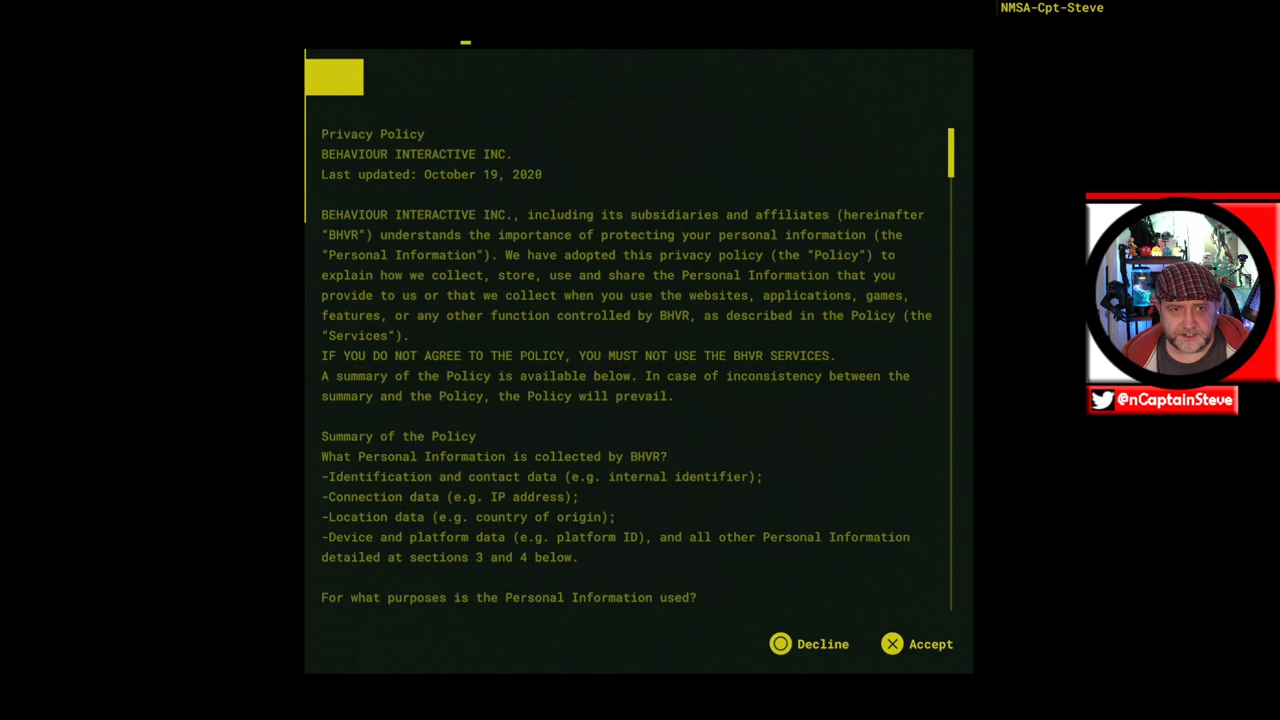 NMSA-Cpt-Steve
Privacy Policy
BEHAVIOUR INTERACTIVE INC.
Last updated: October 19, 2020
BEHAVIOUR INTERACTIVE INC., including its subsidiaries and affiliates (hereinafter
"BHVR") understands the importance of protecting your personal information (the
"Personal Information"). We have adopted this privacy policy (the "Policy") to
explain how we collect, store, use and share the Personal Information that you
provide to us or that we collect when you use the websites, applications, games,
features, or any other function controlled by BHVR, as described in the Policy (the
"Services").
IF YOU DO NOT AGREE TO THE POLICY, YOU MUST NOT USE THE BHVR SERVICES.
A summary of the Policy is available below. In case of inconsistency between the
summary and the Policy, the Policy will prevail.
Summary of the Policy
What Personal Information is collected by BHVR?
-Identification and contact data (e.g. internal identifier);
-Connection data (e.g. IP address);
-Location data (e.g. country of origin);
-Device and platform data (e.g. platform ID), and all other Personal Information
detailed at sections 3 and 4 below.
For what purposes is the Personal Information used?
Decline Accept
@nCaptainSteve